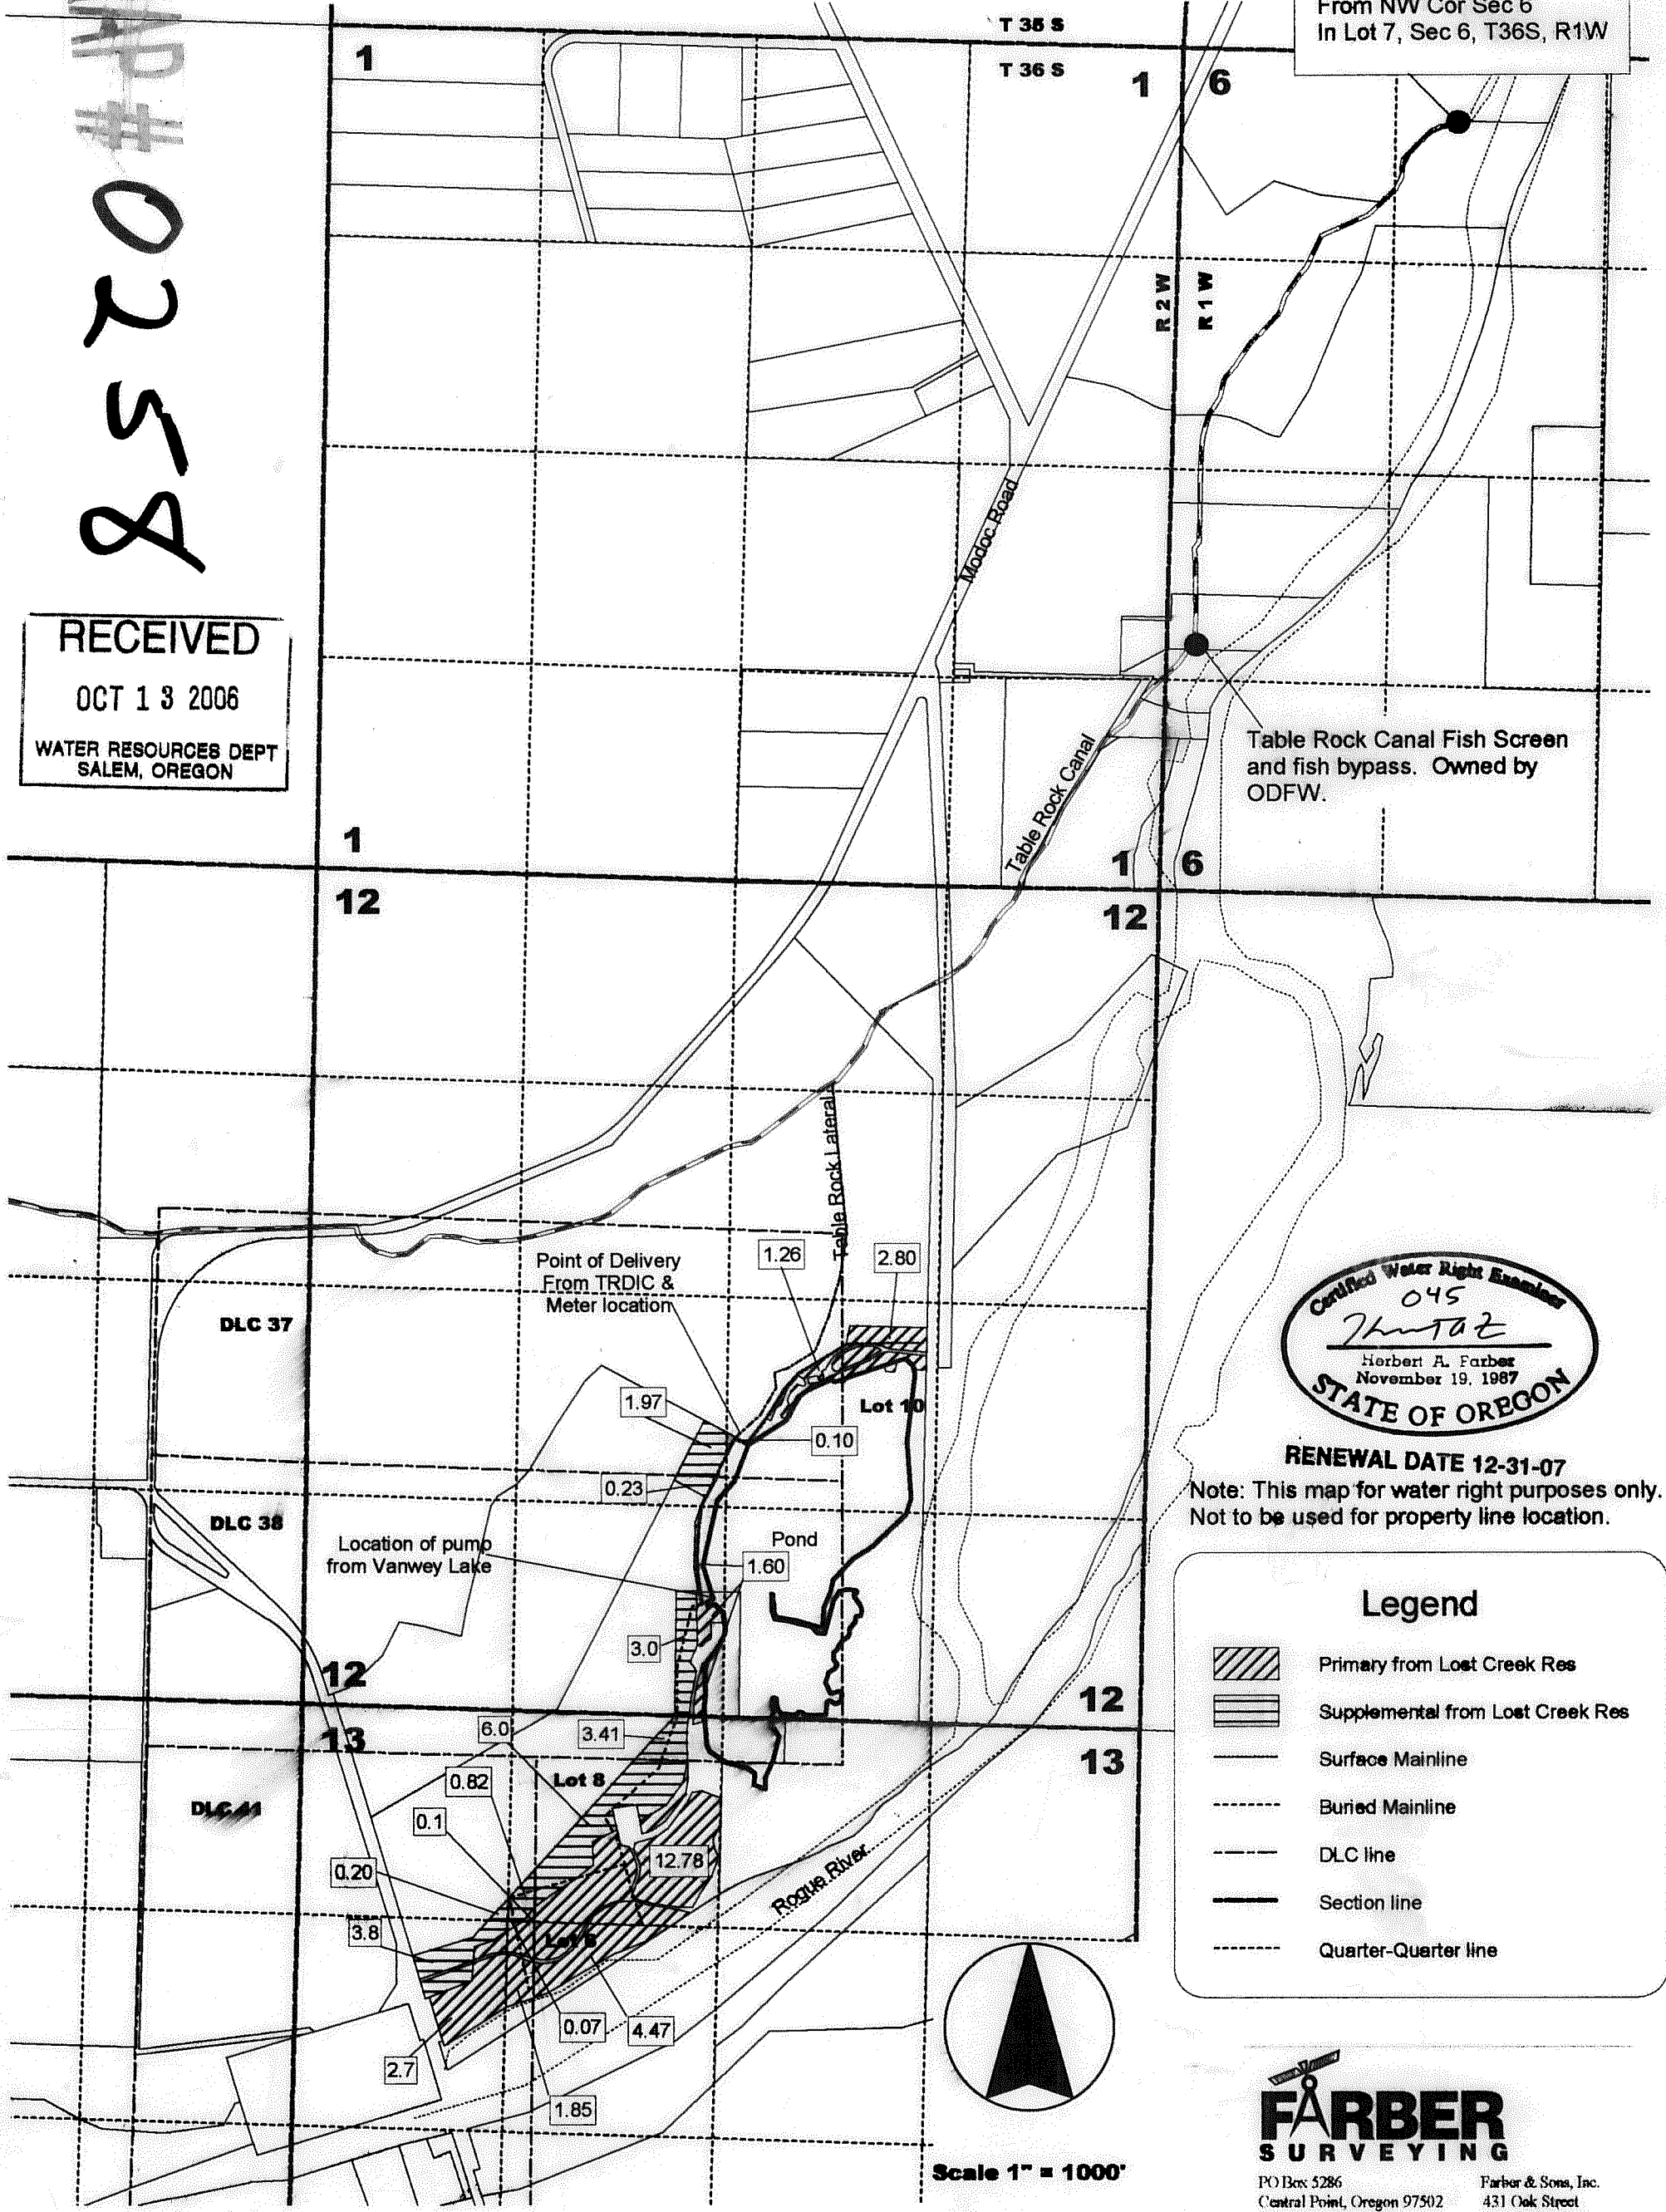 AP # 0258
From NW Cor Sec 6
In Lot 7, Sec 6, T36S, R1W
T 35 S
T 36 S
1
1
6
R 2 W
R 1 W
Modoc Road
RECEIVED
OCT 13 2006
WATER RESOURCES DEPT
SALEM, OREGON
Table Rock Canal Fish Screen
and fish bypass. Owned by
ODFW.
Table Rock Canal
1
1
6
12
12
Table Rock Lateral
Point of Delivery
From TRDIC &
Meter location
1.26
2.80
DLC 37
1.97
Lot 10
0.10
0.23
DLC 38
Location of pump
from Vanwey Lake
Pond
1.60
3.0
12
12
13
13
6.0
3.41
0.82
Lot 8
DLC 41
0.1
0.20
12.78
Rogue River
3.8
0.07
4.47
2.7
1.85
Certified Water Right Examiner
045
Herbert A. Farber
November 19, 1987
STATE OF OREGON
RENEWAL DATE 12-31-07
Note: This map for water right purposes only.
Not to be used for property line location.
Legend
Primary from Lost Creek Res
Supplemental from Lost Creek Res
Surface Mainline
Buried Mainline
DLC line
Section line
Quarter-Quarter line
Scale 1" = 1000'
FARBER
SURVEYING
PO Box 5286
Central Point, Oregon 97502
Farber & Sons, Inc.
431 Oak Street